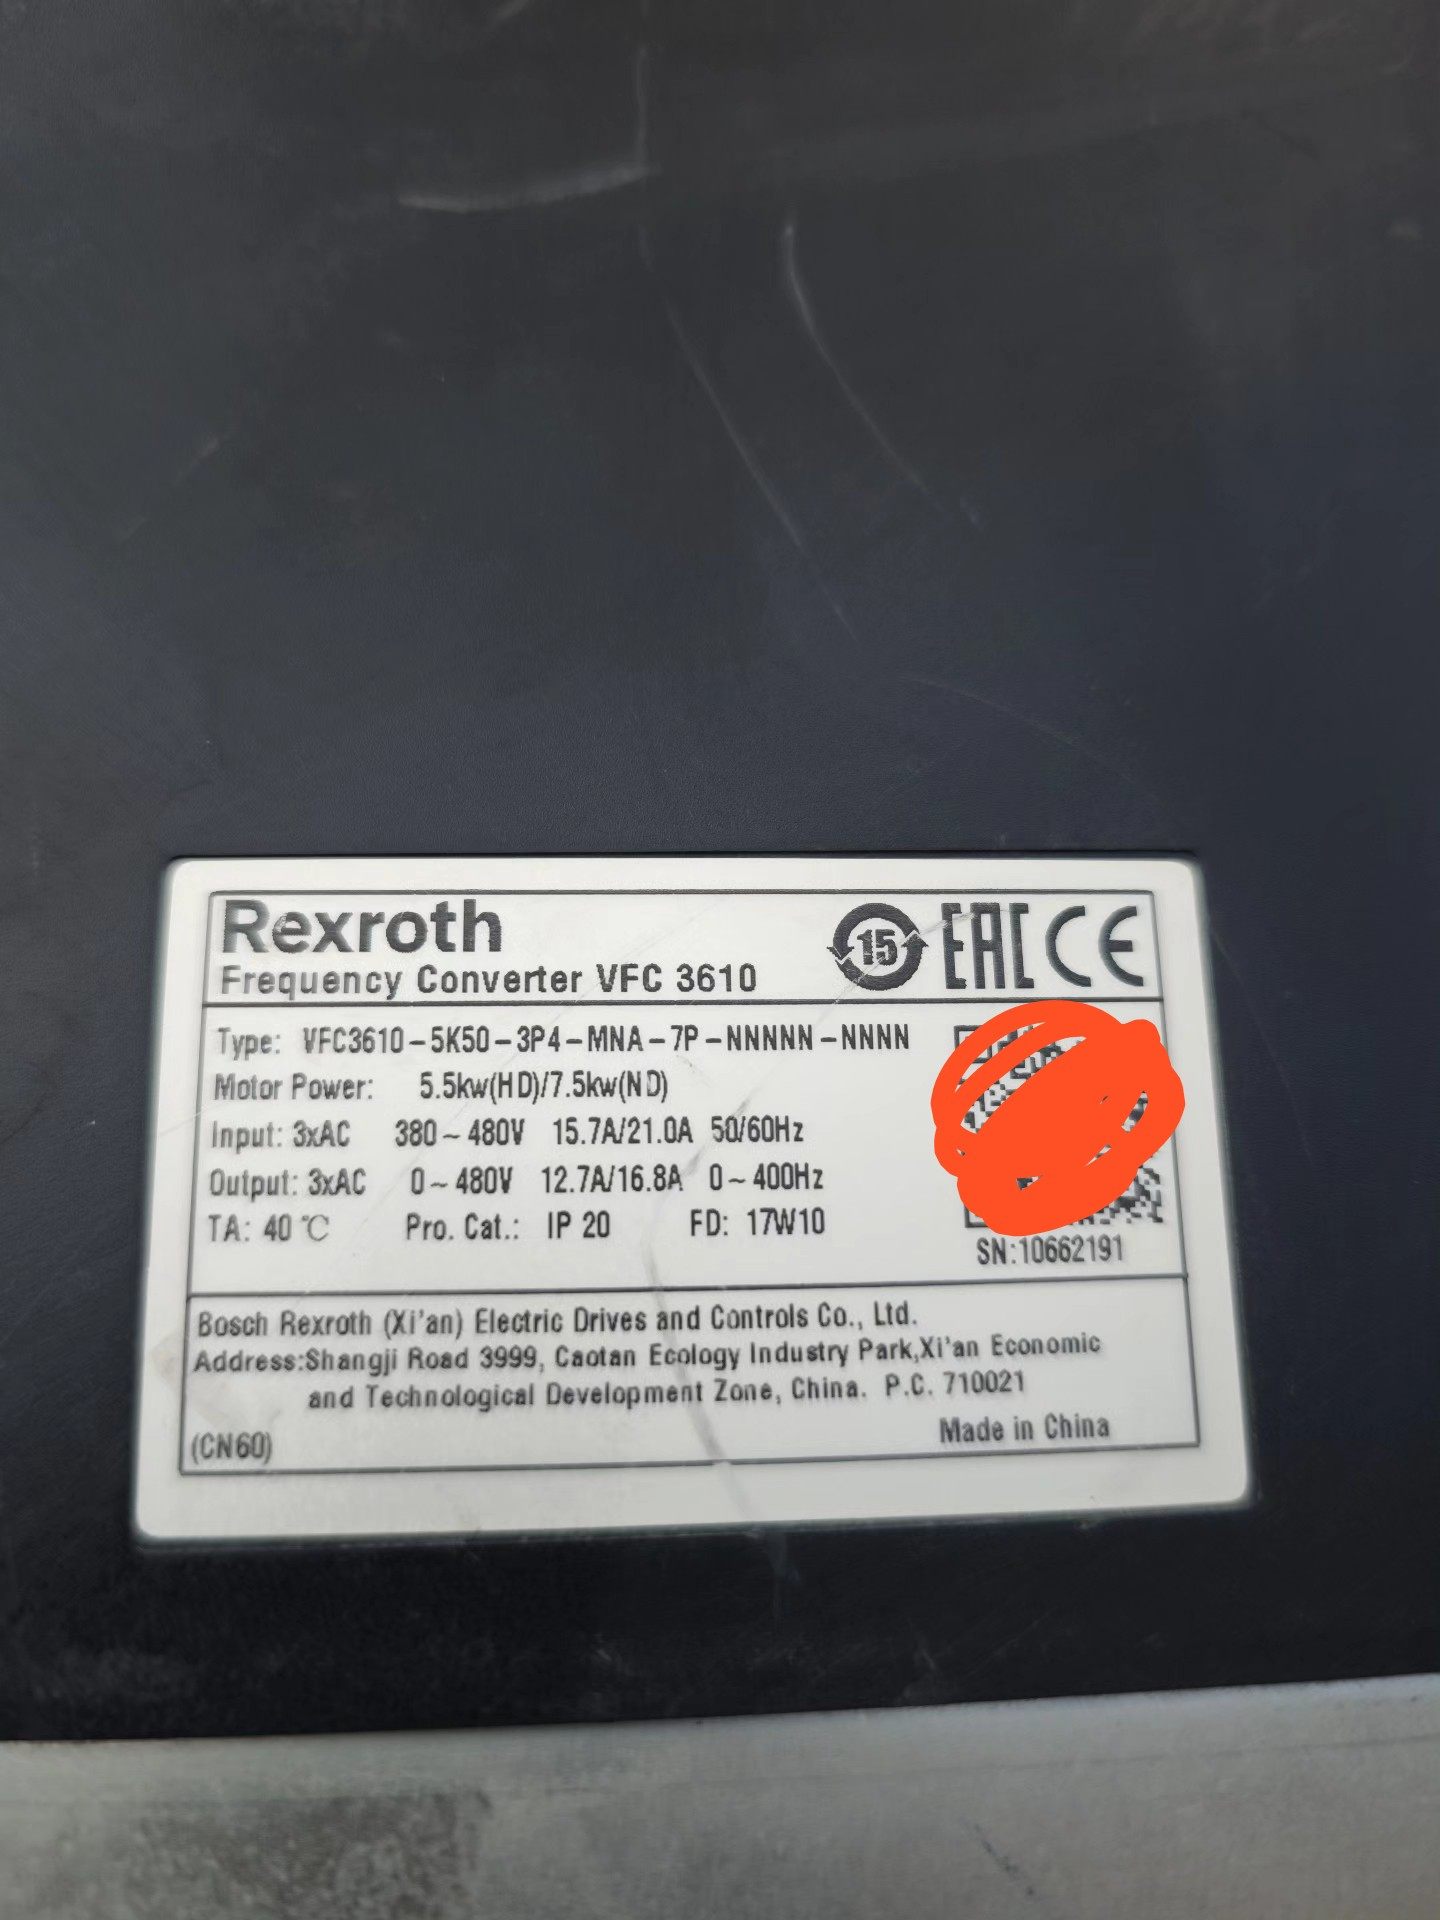 Rexroth
Frequency Converter VFC 3610
15 EAC CE
Type: VFC3610-5K50-3P4-MNA-7P-NNNNN-NNNN
Motor Power: 5.5kw(HD)/7.5kw(ND)
Input: 3xAC 380~480V 15.7A/21.0A 50/60Hz
Output: 3xAC 0~480V 12.7A/16.8A 0~400Hz
TA: 40℃ Pro. Cat.: IP 20 FD: 17W10
SN:10662191
Bosch Rexroth (Xi'an) Electric Drives and Controls Co., Ltd.
Address:Shangji Road 3999, Caotan Ecology Industry Park,Xi'an Economic
and Technological Development Zone, China. P.C. 710021
(CN60) Made in China